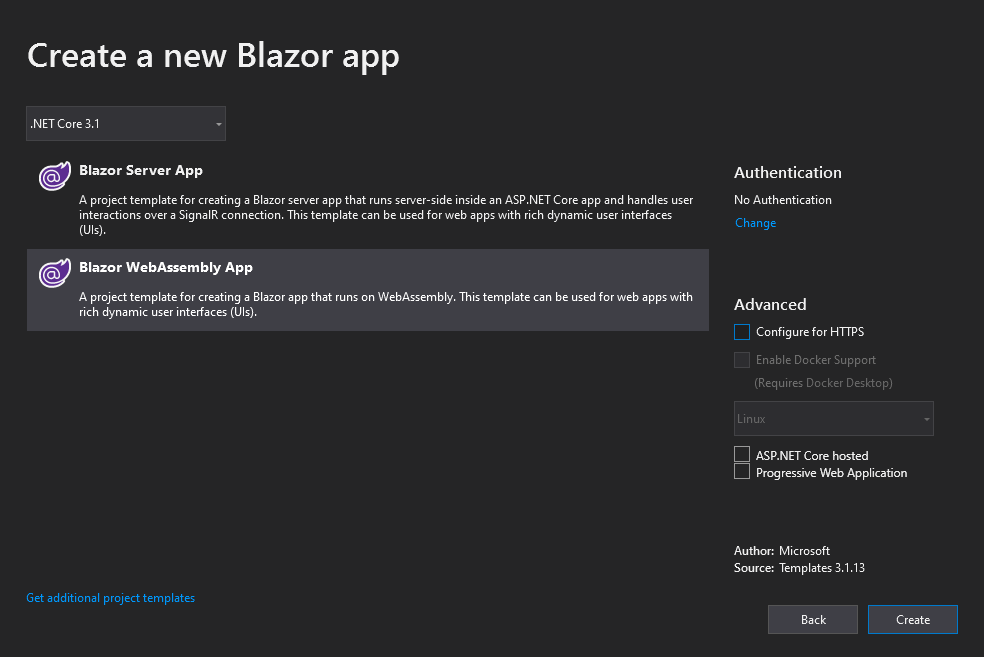 Create a new Blazor app
.NET Core 3.1
Blazor Server App
A project template for creating a Blazor server app that runs server-side inside an ASP.NET Core app and handles user
interactions over a SignalR connection. This template can be used for web apps with rich dynamic user interfaces
(UIs).
Blazor WebAssembly App
A project template for creating a Blazor app that runs on WebAssembly. This template can be used for web apps with
rich dynamic user interfaces (UIs).
Get additional project templates
Authentication
No Authentication
Change
Advanced
Configure for HTTPS
Enable Docker Support
(Requires Docker Desktop)
Linux
ASP.NET Core hosted
Progressive Web Application
Author: Microsoft
Source: Templates 3.1.13
Back
Create